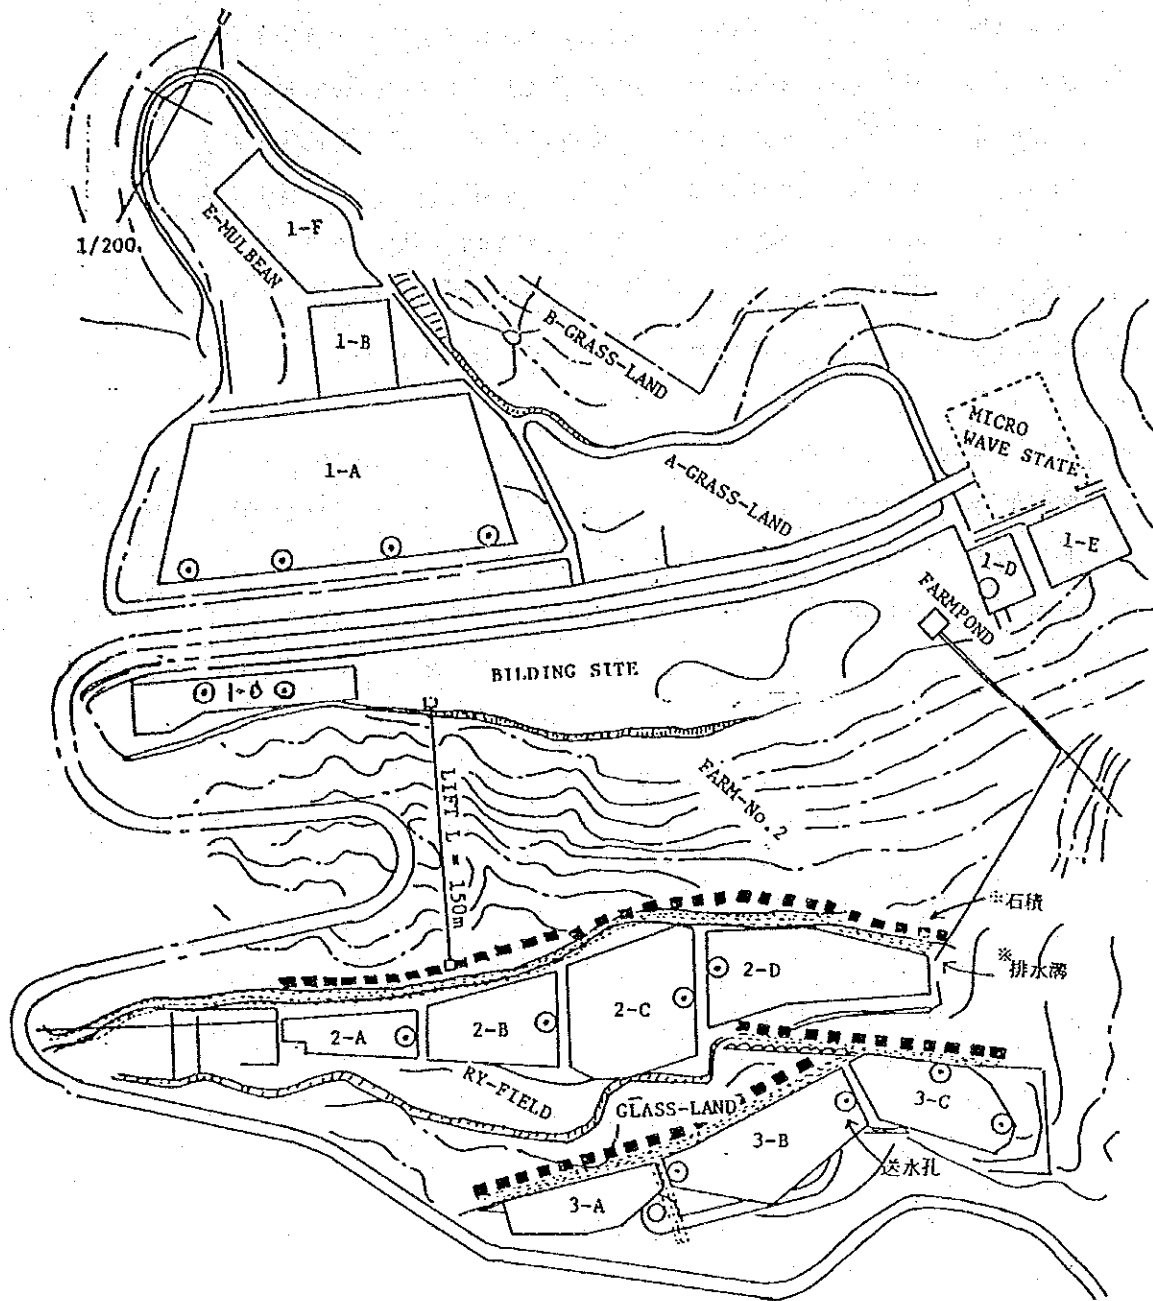 U
1/200.
1-F
E-MULBEAN
1-B
B-GRASS-LAND
1-A
A-GRASS-LAND
MICRO
WAVE STATE
1-E
1-D
FARMPOND
BILDING SITE
FARM-No.2
LIFT L = 150m
※石積
※排水溝
2-D
2-C
2-B
2-A
RY-FIELD
GLASS-LAND
3-C
3-B
送水孔
3-A